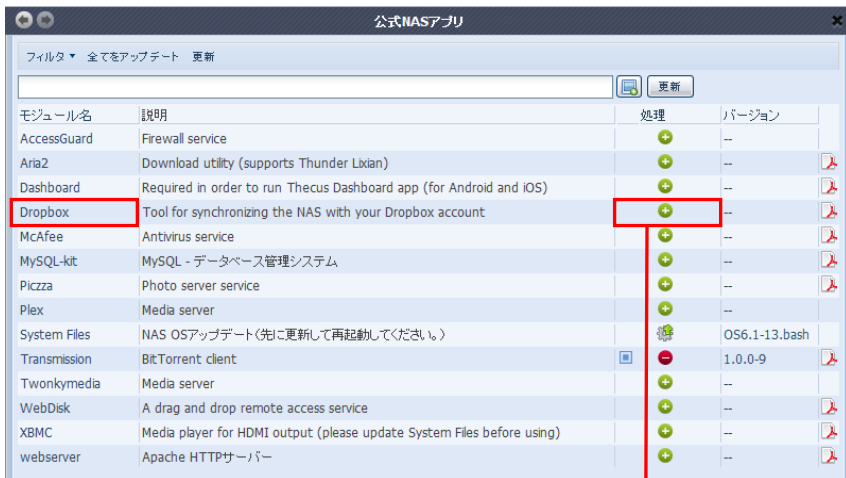 公式NASアプリ
フィルタ 全てをアップデート 更新
更新
モジュール名 説明 処理 バージョン
AccessGuard Firewall service --
Aria2 Download utility (supports Thunder Lixian) --
Dashboard Required in order to run Thecus Dashboard app (for Android and iOS) --
Dropbox Tool for synchronizing the NAS with your Dropbox account --
McAfee Antivirus service --
MySQL-kit MySQL - データベース管理システム --
Piczza Photo server service --
Plex Media server --
System Files NAS OSアップデート(先に更新して再起動してください。) OS6.1-13.bash
Transmission BitTorrent client 1.0.0-9
Twonkymedia Media server --
WebDisk A drag and drop remote access service --
XBMC Media player for HDMI output (please update System Files before using) --
webserver Apache HTTPサーバー --